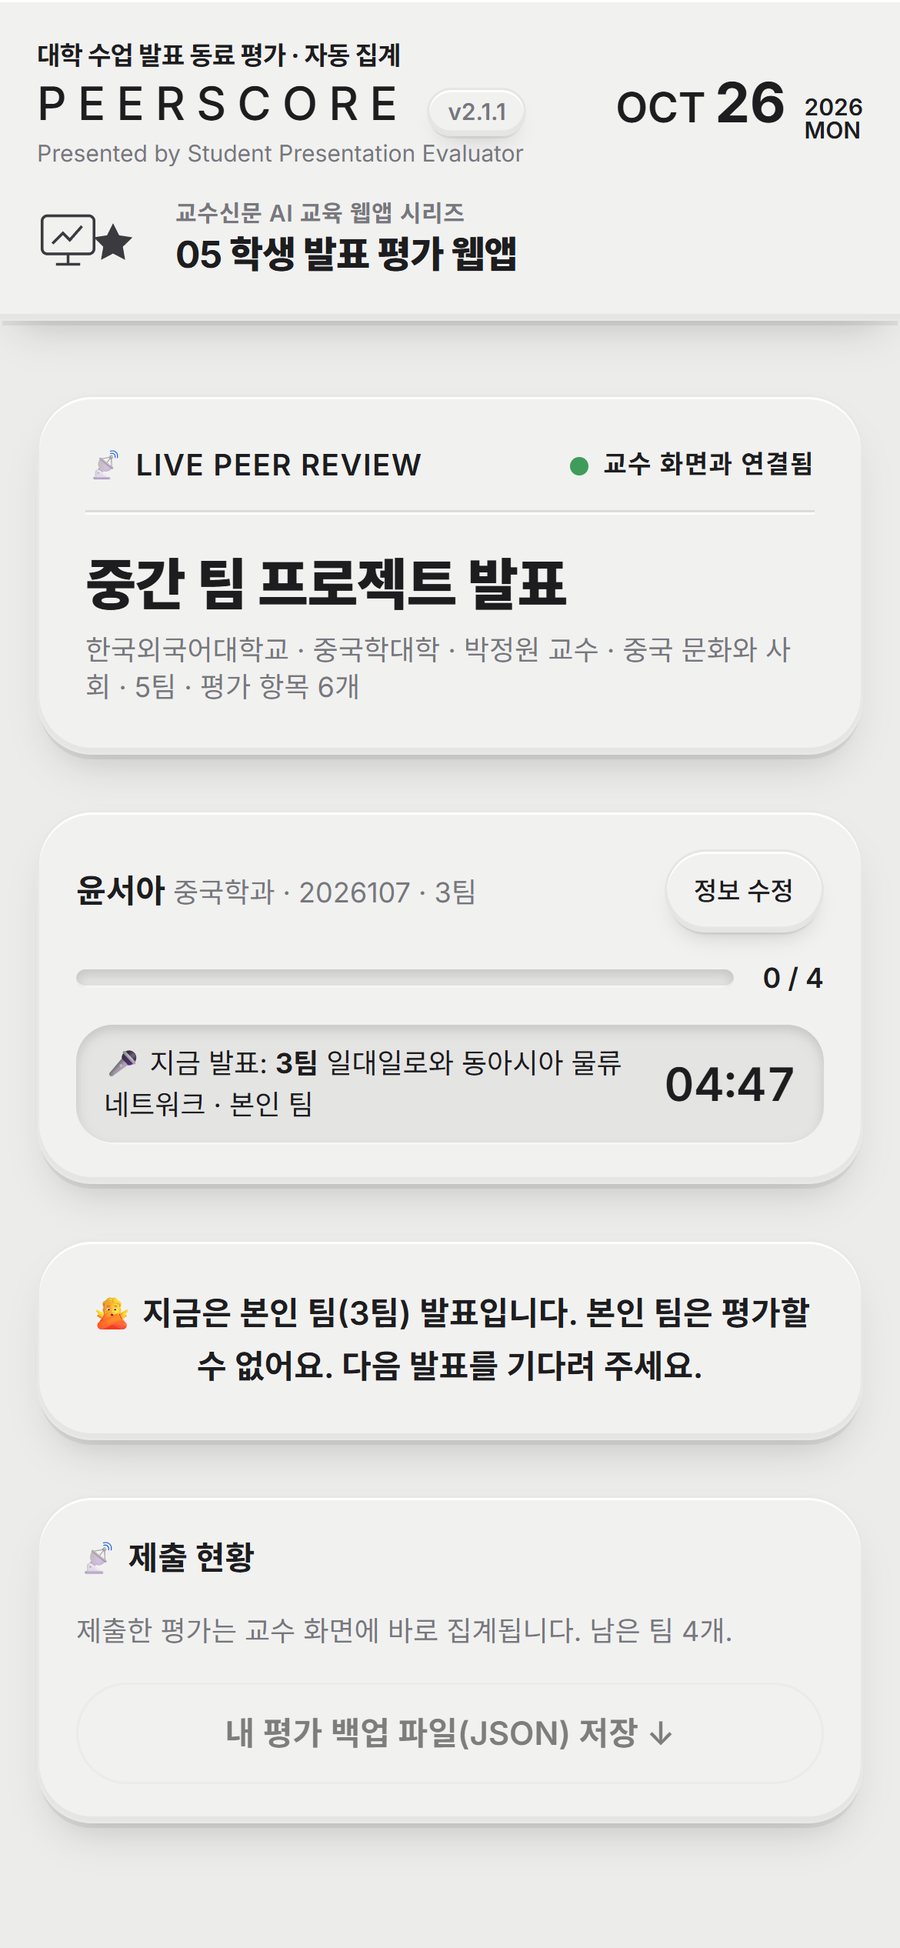 대학 수업 발표 동료 평가 · 자동 집계
PEERSCORE v2.1.1
OCT 26 2026 MON
Presented by Student Presentation Evaluator
교수신문 AI 교육 웹앱 시리즈
05 학생 발표 평가 웹앱
LIVE PEER REVIEW
교수 화면과 연결됨
중간 팀 프로젝트 발표
한국외국어대학교 · 중국학대학 · 박정원 교수 · 중국 문화와 사
회 · 5팀 · 평가 항목 6개
윤서아 중국학과 · 2026107 · 3팀
정보 수정
0 / 4
지금 발표: 3팀 일대일로와 동아시아 물류
네트워크 · 본인 팀
04:47
지금은 본인 팀(3팀) 발표입니다. 본인 팀은 평가할
수 없어요. 다음 발표를 기다려 주세요.
제출 현황
제출한 평가는 교수 화면에 바로 집계됩니다. 남은 팀 4개.
내 평가 백업 파일(JSON) 저장 ↓